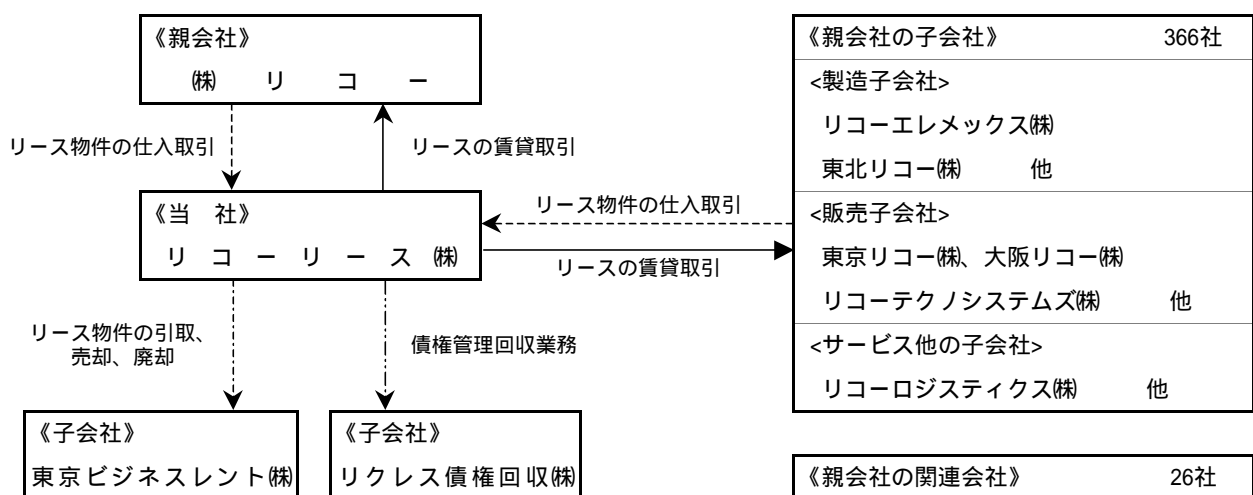 《親会社》
㈱ リ コ ー
リース物件の仕入取引
リースの賃貸取引
《当 社》
リ コ ー リ ー ス ㈱
リース物件の仕入取引
リースの賃貸取引
リース物件の引取、
売却、廃却
債権管理回収業務
《子会社》
東京ビジネスレント㈱
《子会社》
リクレス債権回収㈱
《親会社の子会社》 366社
<製造子会社>
リコーエレメックス㈱
東北リコー㈱ 他
<販売子会社>
東京リコー㈱、大阪リコー㈱
リコーテクノシステムズ㈱ 他
<サービス他の子会社>
リコーロジスティクス㈱ 他
《親会社の関連会社》 26社